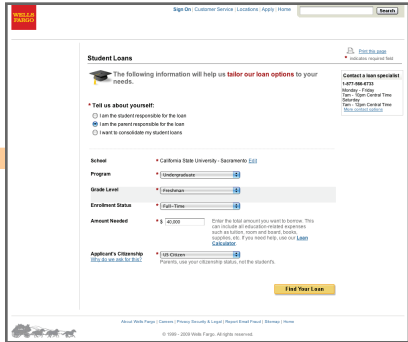 WELLS
FARGO
Sign On | Customer Service | Locations | Apply | Home
Search
Student Loans
Print this page
* Indicates required field
The following information will help us tailor our loan options to your
needs.
Contact a loan specialist
1-877-966-6733
Monday - Friday
7am - 10pm Central Time
Saturday
7am - 12pm Central Time
More contact options
* Tell us about yourself:
I am the student responsible for the loan
I am the parent responsible for the loan
I want to consolidate my student loans
School * California State University - Sacramento Edit
Program * Undergraduate
Grade Level * Freshman
Enrollment Status * Full-Time
Amount Needed * $ 40,000 Enter the total amount you want to borrow. This
can include all education-related expenses
such as tuition, room and board, books,
supplies, etc. If you need help, use our Loan
Calculator.
Applicant's Citizenship * US Citizen
Why do we ask for this? Parents, use your citizenship status, not the student's.
Find Your Loan
About Wells Fargo | Careers | Privacy Security & Legal | Report Email Fraud | Sitemap | Home
© 1999 - 2009 Wells Fargo. All rights reserved.